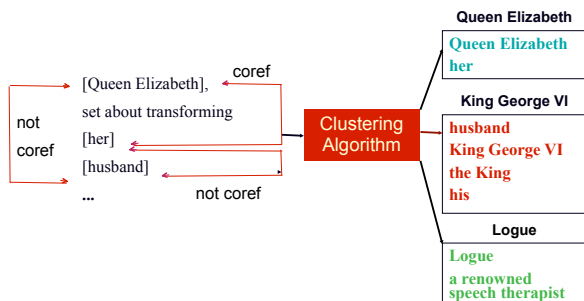 [Queen Elizabeth],
set about transforming
[her]
[husband]
...
coref
not
coref
not coref
Clustering
Algorithm
Queen Elizabeth
Queen Elizabeth
her
King George VI
husband
King George VI
the King
his
Logue
Logue
a renowned
speech therapist